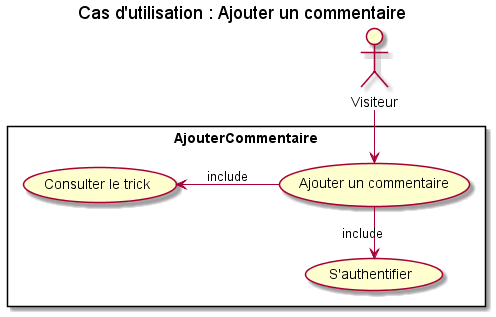 Cas d'utilisation : Ajouter un commentaire
Visiteur
AjouterCommentaire
Consulter le trick
include
Ajouter un commentaire
include
S'authentifier